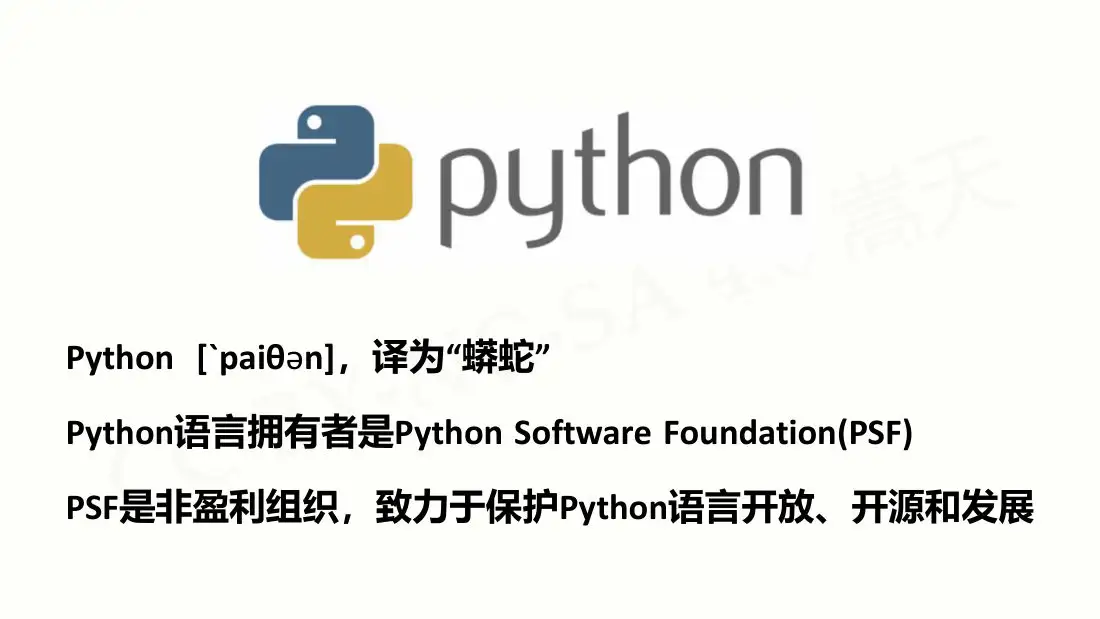 python
Python [`paiθən]，译为“蟒蛇”
Python语言拥有者是Python Software Foundation(PSF)
PSF是非盈利组织，致力于保护Python语言开放、开源和发展
嵩天